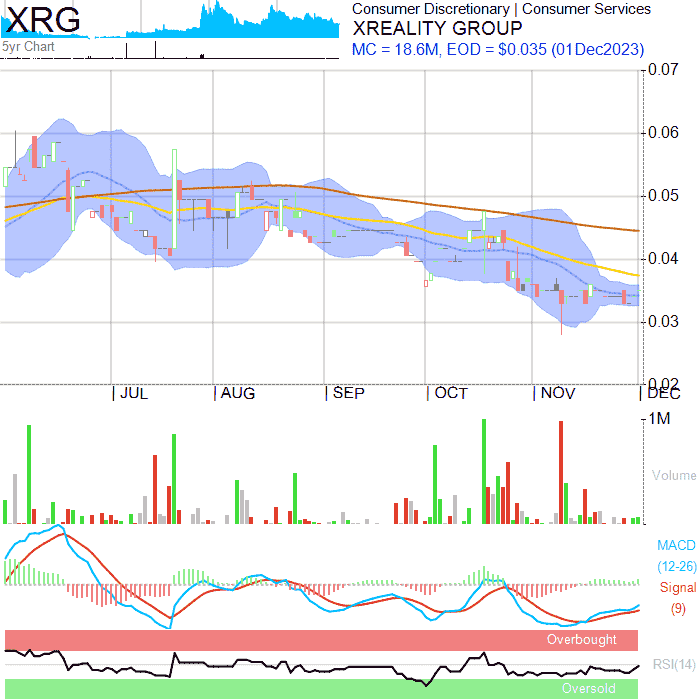 XRG
Consumer Discretionary | Consumer Services
XREALITY GROUP
MC = 18.6M, EOD = $0.035 (01Dec2023)
5yr Chart
0.07
0.06
0.05
0.04
0.03
0.02
JUL AUG SEP OCT NOV DEC
1M
Volume
MACD
(12-26)
Signal
(9)
Overbought
RSI(14)
Oversold